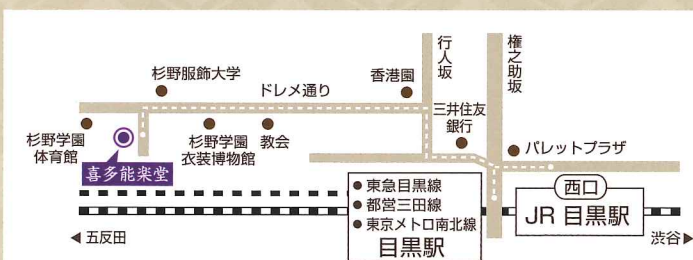 行人坂
権之助坂
杉野服飾大学
ドレメ通り
香港園
三井住友
銀行
杉野学園
体育館
杉野学園
衣装博物館
教会
パレットプラザ
喜多能楽堂
東急目黒線
都営三田線
東京メトロ南北線
目黒駅
西口
JR 目黒駅
◀ 五反田
渋谷 ▶